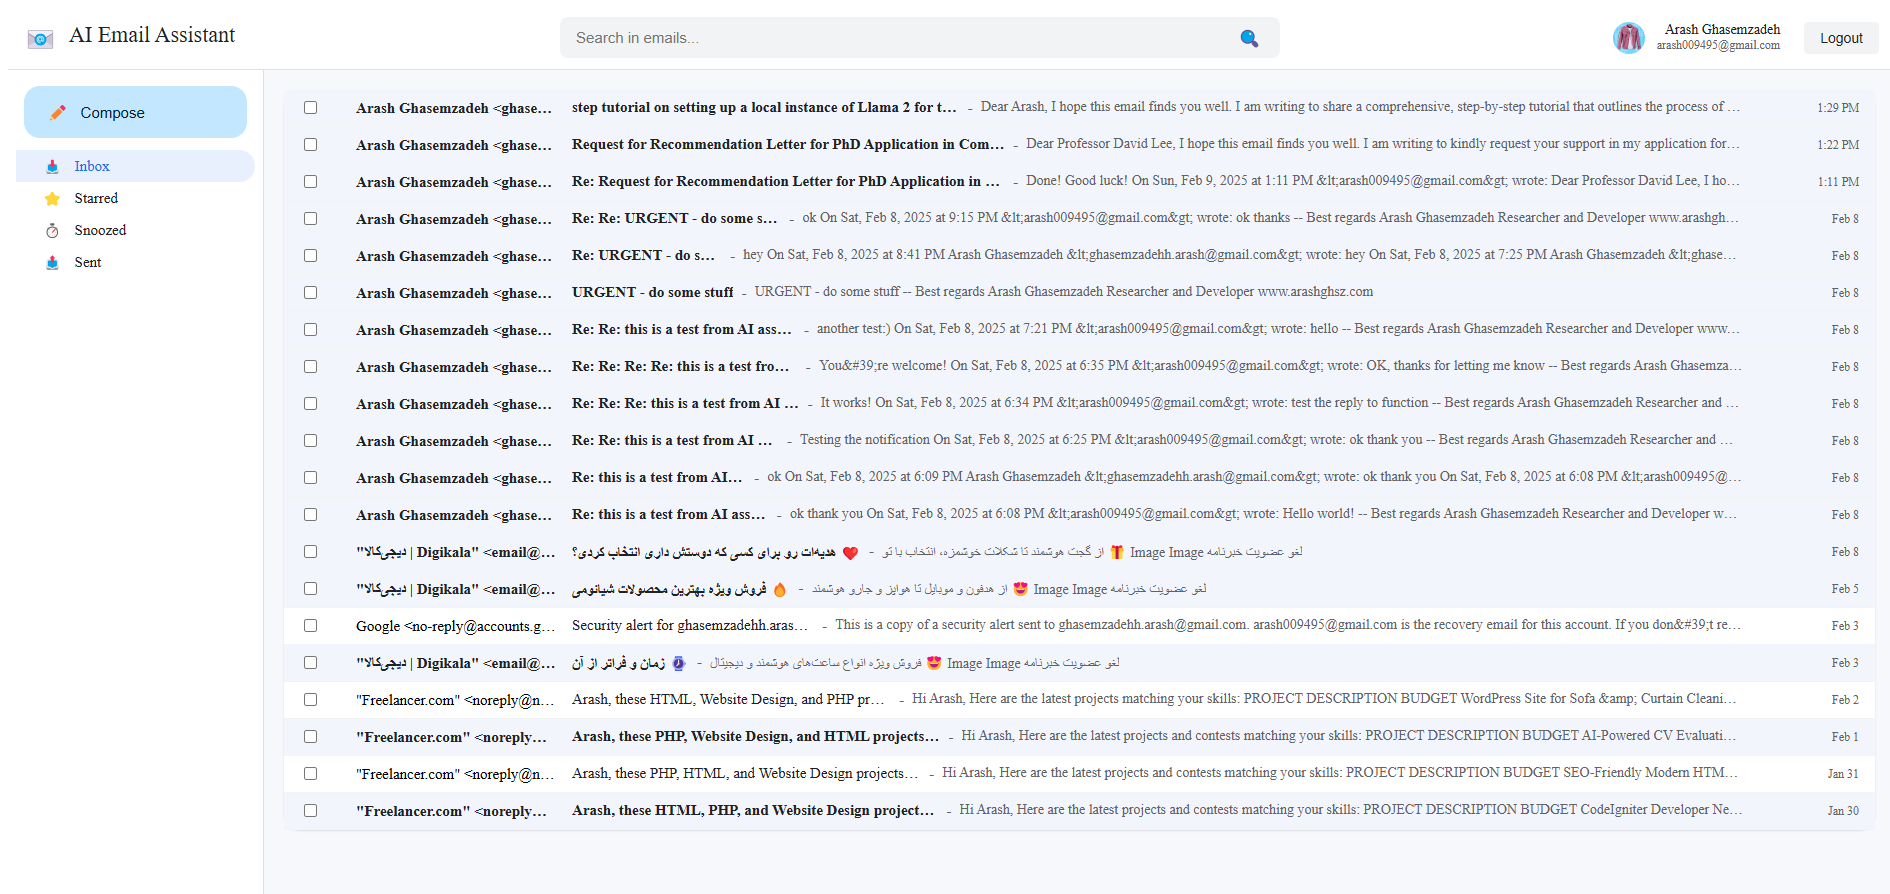 AI Email Assistant
Search in emails...
Arash Ghasemzadeh
arash009495@gmail.com
Logout
Compose
Inbox
Starred
Snoozed
Sent
Arash Ghasemzadeh <ghase... step tutorial on setting up a local instance of Llama 2 for t... - Dear Arash, I hope this email finds you well. I am writing to share a comprehensive, step-by-step tutorial that outlines the process of ... 1:29 PM
Arash Ghasemzadeh <ghase... Request for Recommendation Letter for PhD Application in Com... - Dear Professor David Lee, I hope this email finds you well. I am writing to kindly request your support in my application for... 1:22 PM
Arash Ghasemzadeh <ghase... Re: Request for Recommendation Letter for PhD Application in ... - Done! Good luck! On Sun, Feb 9, 2025 at 1:11 PM &lt;arash009495@gmail.com&gt; wrote: Dear Professor David Lee, I ho... 1:11 PM
Arash Ghasemzadeh <ghase... Re: Re: URGENT - do some s... - ok On Sat, Feb 8, 2025 at 9:15 PM &lt;arash009495@gmail.com&gt; wrote: ok thanks -- Best regards Arash Ghasemzadeh Researcher and Developer www.arashgh... Feb 8
Arash Ghasemzadeh <ghase... Re: URGENT - do s... - hey On Sat, Feb 8, 2025 at 8:41 PM Arash Ghasemzadeh &lt;ghasemzadehh.arash@gmail.com&gt; wrote: hey On Sat, Feb 8, 2025 at 7:25 PM Arash Ghasemzadeh &lt;ghase... Feb 8
Arash Ghasemzadeh <ghase... URGENT - do some stuff - URGENT - do some stuff -- Best regards Arash Ghasemzadeh Researcher and Developer www.arashghsz.com Feb 8
Arash Ghasemzadeh <ghase... Re: Re: this is a test from AI ass... - another test:) On Sat, Feb 8, 2025 at 7:21 PM &lt;arash009495@gmail.com&gt; wrote: hello -- Best regards Arash Ghasemzadeh Researcher and Developer www... Feb 8
Arash Ghasemzadeh <ghase... Re: Re: Re: Re: this is a test fro... - You&#39;re welcome! On Sat, Feb 8, 2025 at 6:35 PM &lt;arash009495@gmail.com&gt; wrote: OK, thanks for letting me know -- Best regards Arash Ghasemza... Feb 8
Arash Ghasemzadeh <ghase... Re: Re: Re: this is a test from AI ... - It works! On Sat, Feb 8, 2025 at 6:34 PM &lt;arash009495@gmail.com&gt; wrote: test the reply to function -- Best regards Arash Ghasemzadeh Researcher and ... Feb 8
Arash Ghasemzadeh <ghase... Re: Re: this is a test from AI ... - Testing the notification On Sat, Feb 8, 2025 at 6:25 PM &lt;arash009495@gmail.com&gt; wrote: ok thank you -- Best regards Arash Ghasemzadeh Researcher and ... Feb 8
Arash Ghasemzadeh <ghase... Re: this is a test from AI... - ok On Sat, Feb 8, 2025 at 6:09 PM Arash Ghasemzadeh &lt;ghasemzadehh.arash@gmail.com&gt; wrote: ok thank you On Sat, Feb 8, 2025 at 6:08 PM &lt;arash009495@... Feb 8
Arash Ghasemzadeh <ghase... Re: this is a test from AI ass... - ok thank you On Sat, Feb 8, 2025 at 6:08 PM &lt;arash009495@gmail.com&gt; wrote: Hello world! -- Best regards Arash Ghasemzadeh Researcher and Developer w... Feb 8
"دیجی‌کالا | Digikala" <email@... هدیه‌ات رو برای کسی که دوستش داری انتخاب کردی؟ ❤️ - از گجت هوشمند تا شکلات خوشمزه، انتخاب با تو 🎁 Image Image لغو عضویت خبرنامه Feb 8
"دیجی‌کالا | Digikala" <email@... فروش ویژه بهترین محصولات شیائومی 🔥 - از هدفون و موبایل تا هواپز و جارو هوشمند 😍 Image Image لغو عضویت خبرنامه Feb 5
Google <no-reply@accounts.g... Security alert for ghasemzadehh.aras... - This is a copy of a security alert sent to ghasemzadehh.arash@gmail.com. arash009495@gmail.com is the recovery email for this account. If you don&#39;t re... Feb 3
"دیجی‌کالا | Digikala" <email@... زمان و فراتر از آن ⌚ - فروش ویژه انواع ساعت‌های هوشمند و دیجیتال 😍 Image Image لغو عضویت خبرنامه Feb 3
"Freelancer.com" <noreply@n... Arash, these HTML, Website Design, and PHP pr... - Hi Arash, Here are the latest projects matching your skills: PROJECT DESCRIPTION BUDGET WordPress Site for Sofa &amp; Curtain Cleani... Feb 2
"Freelancer.com" <noreply... Arash, these PHP, Website Design, and HTML projects... - Hi Arash, Here are the latest projects and contests matching your skills: PROJECT DESCRIPTION BUDGET AI-Powered CV Evaluati... Feb 1
"Freelancer.com" <noreply@n... Arash, these PHP, HTML, and Website Design projects... - Hi Arash, Here are the latest projects and contests matching your skills: PROJECT DESCRIPTION BUDGET SEO-Friendly Modern HTM... Jan 31
"Freelancer.com" <noreply... Arash, these HTML, PHP, and Website Design project... - Hi Arash, Here are the latest projects and contests matching your skills: PROJECT DESCRIPTION BUDGET CodeIgniter Developer Ne... Jan 30